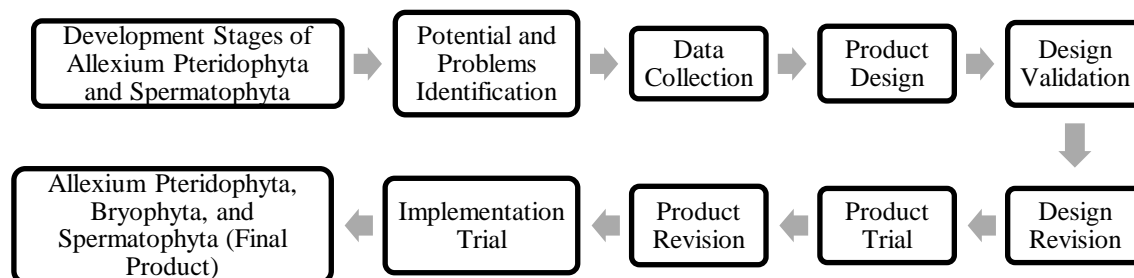 Development Stages of
Allexium Pteridophyta
and Spermatophyta
Potential and
Problems
Identification
Data
Collection
Product
Design
Design
Validation
Design
Revision
Product
Trial
Product
Revision
Implementation
Trial
Allexium Pteridophyta,
Bryophyta, and
Spermatophyta (Final
Product)